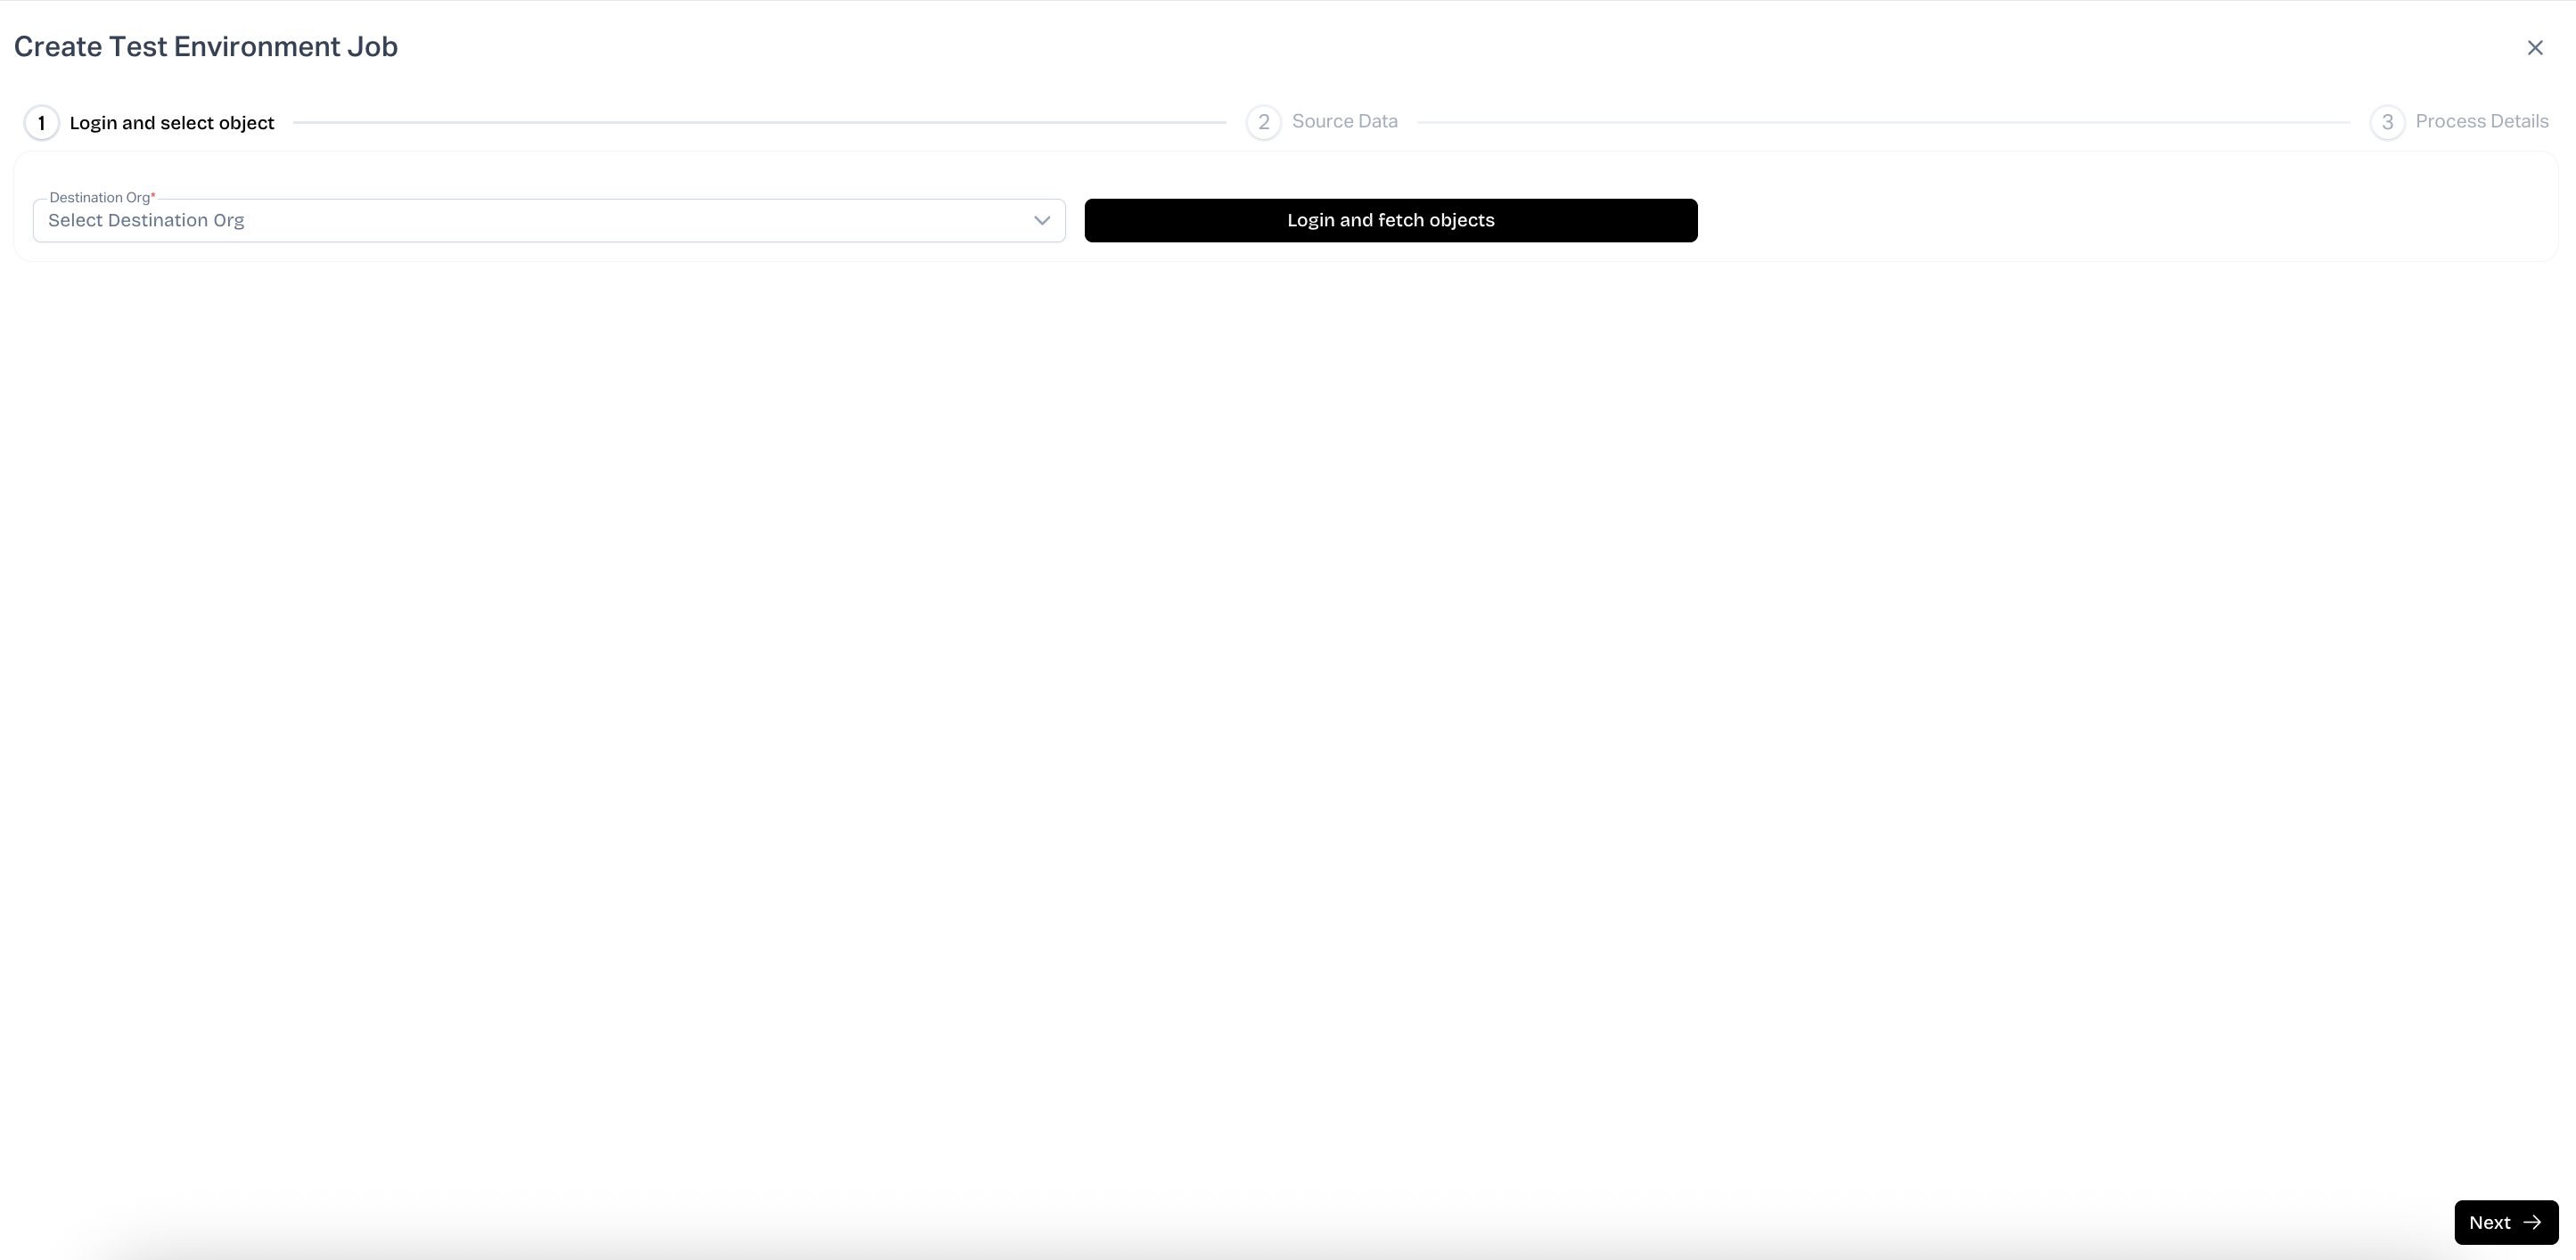 Create Test Environment Job
1 Login and select object
2 Source Data
3 Process Details
Destination Org*
Select Destination Org
Login and fetch objects
Next